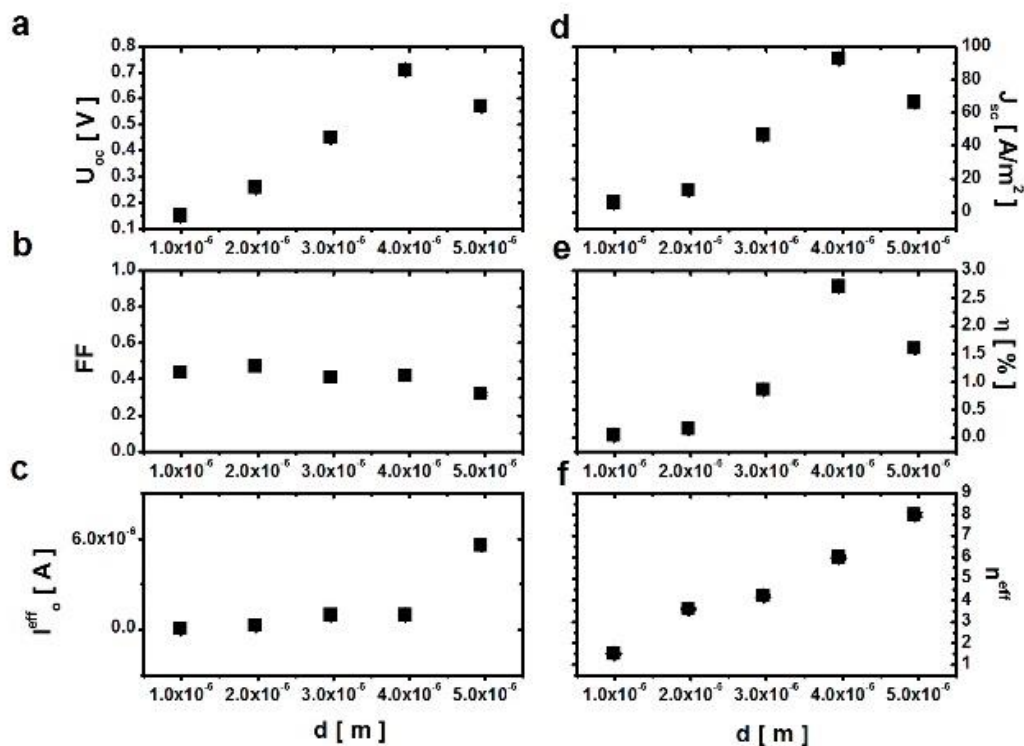 a
0.8
0.7
0.6
0.5
0.4
0.3
0.2
0.1
U_oc [ V ]
1.0x10^-6 2.0x10^-6 3.0x10^-6 4.0x10^-6 5.0x10^-6
d
100
80
60
40
20
0
J_sc [ A/m^2 ]
1.0x10^-6 2.0x10^-6 3.0x10^-6 4.0x10^-6 5.0x10^-6
b
1.0
0.8
0.6
0.4
0.2
0.0
FF
1.0x10^-6 2.0x10^-6 3.0x10^-6 4.0x10^-6 5.0x10^-6
e
3.0
2.5
2.0
1.5
1.0
0.5
0.0
η [ % ]
1.0x10^-6 2.0x10^-6 3.0x10^-6 4.0x10^-6 5.0x10^-6
c
6.0x10^-6
0.0
I^eff_o [ A ]
1.0x10^-6 2.0x10^-6 3.0x10^-6 4.0x10^-6 5.0x10^-6
d [ m ]
f
9
8
7
6
5
4
3
2
1
n^eff
1.0x10^-6 2.0x10^-6 3.0x10^-6 4.0x10^-6 5.0x10^-6
d [ m ]